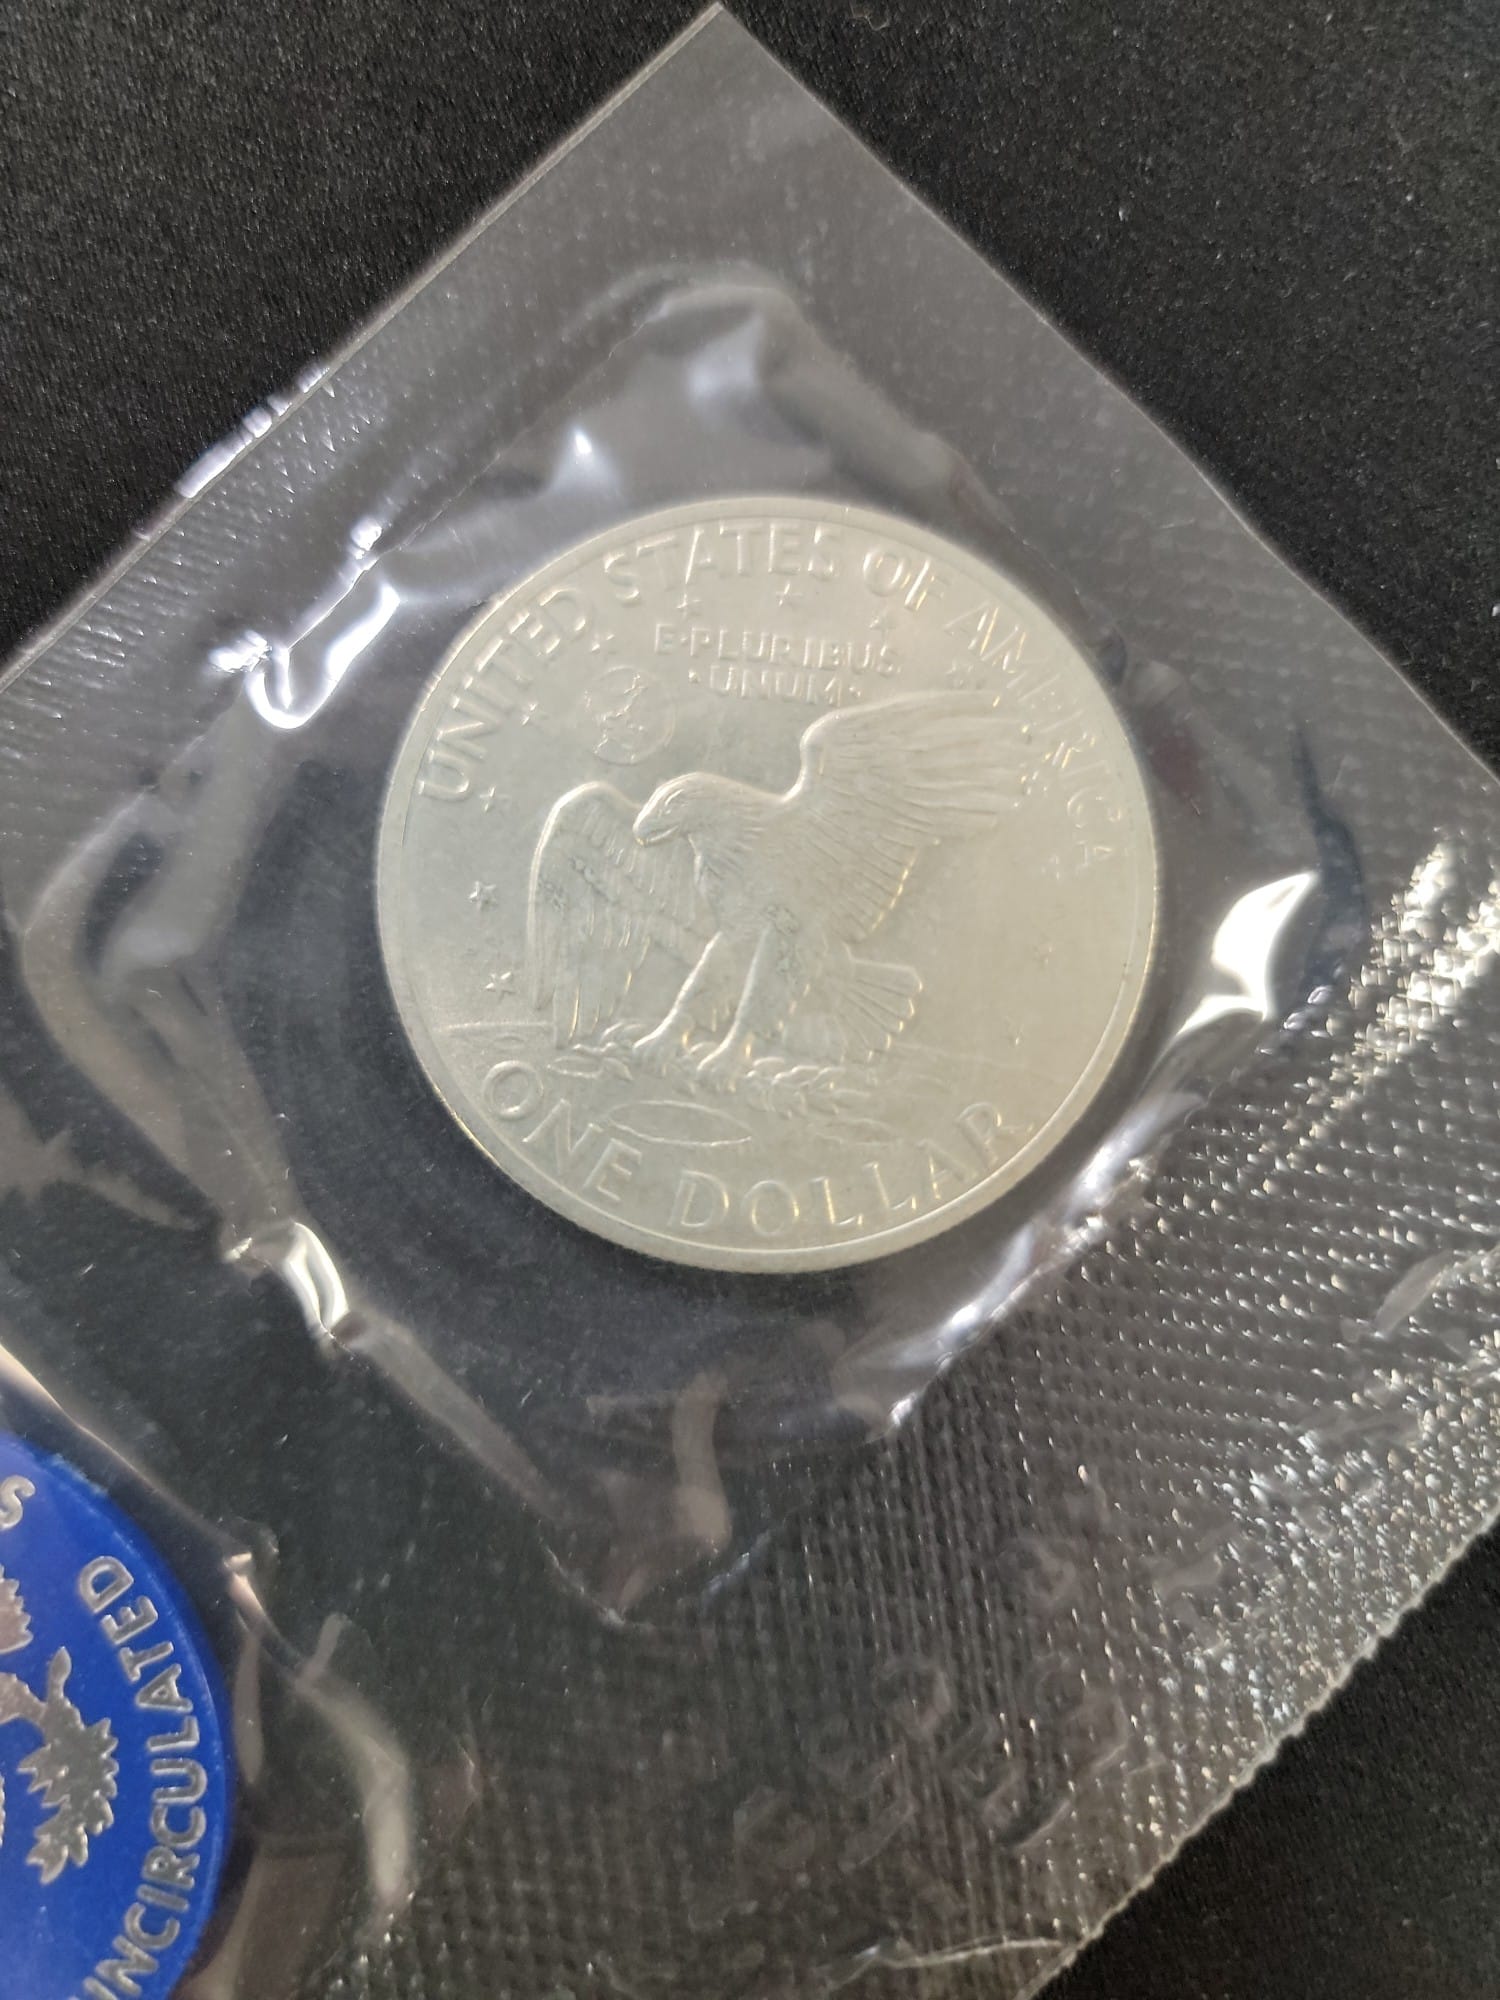 UNITED STATES OF AMERICA
E·PLURIBUS
·UNUM·
ONE DOLLAR
S
UNCIRCULATED